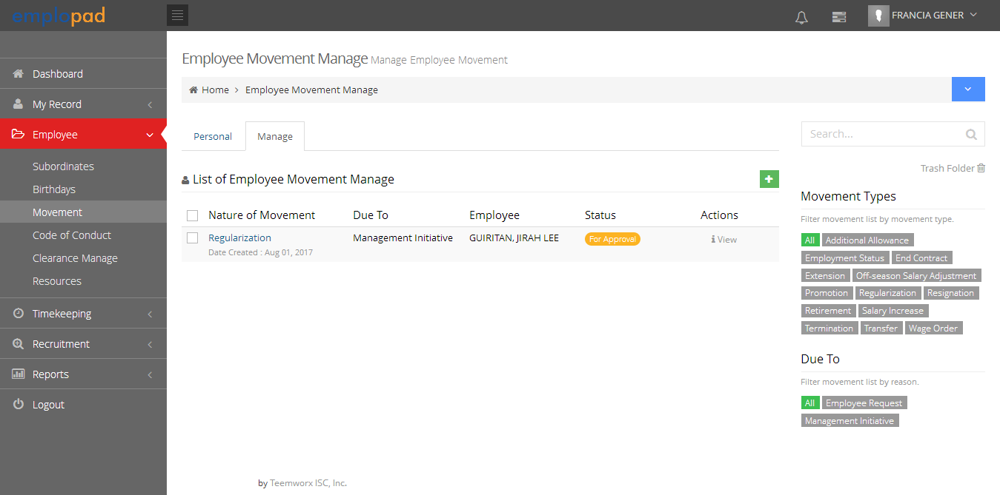 emplopad
FRANCIA GENER
Dashboard
My Record
Employee
Subordinates
Birthdays
Movement
Code of Conduct
Clearance Manage
Resources
Timekeeping
Recruitment
Reports
Logout
Employee Movement Manage Manage Employee Movement
Home > Employee Movement Manage
Personal Manage
List of Employee Movement Manage
Nature of Movement Due To Employee Status Actions
Regularization Management Initiative GUIRITAN, JIRAH LEE For Approval View
Date Created : Aug 01, 2017
Search...
Trash Folder
Movement Types
Filter movement list by movement type.
All Additional Allowance
Employment Status End Contract
Extension Off-season Salary Adjustment
Promotion Regularization Resignation
Retirement Salary Increase
Termination Transfer Wage Order
Due To
Filter movement list by reason.
All Employee Request
Management Initiative
by Teemworx ISC, Inc.